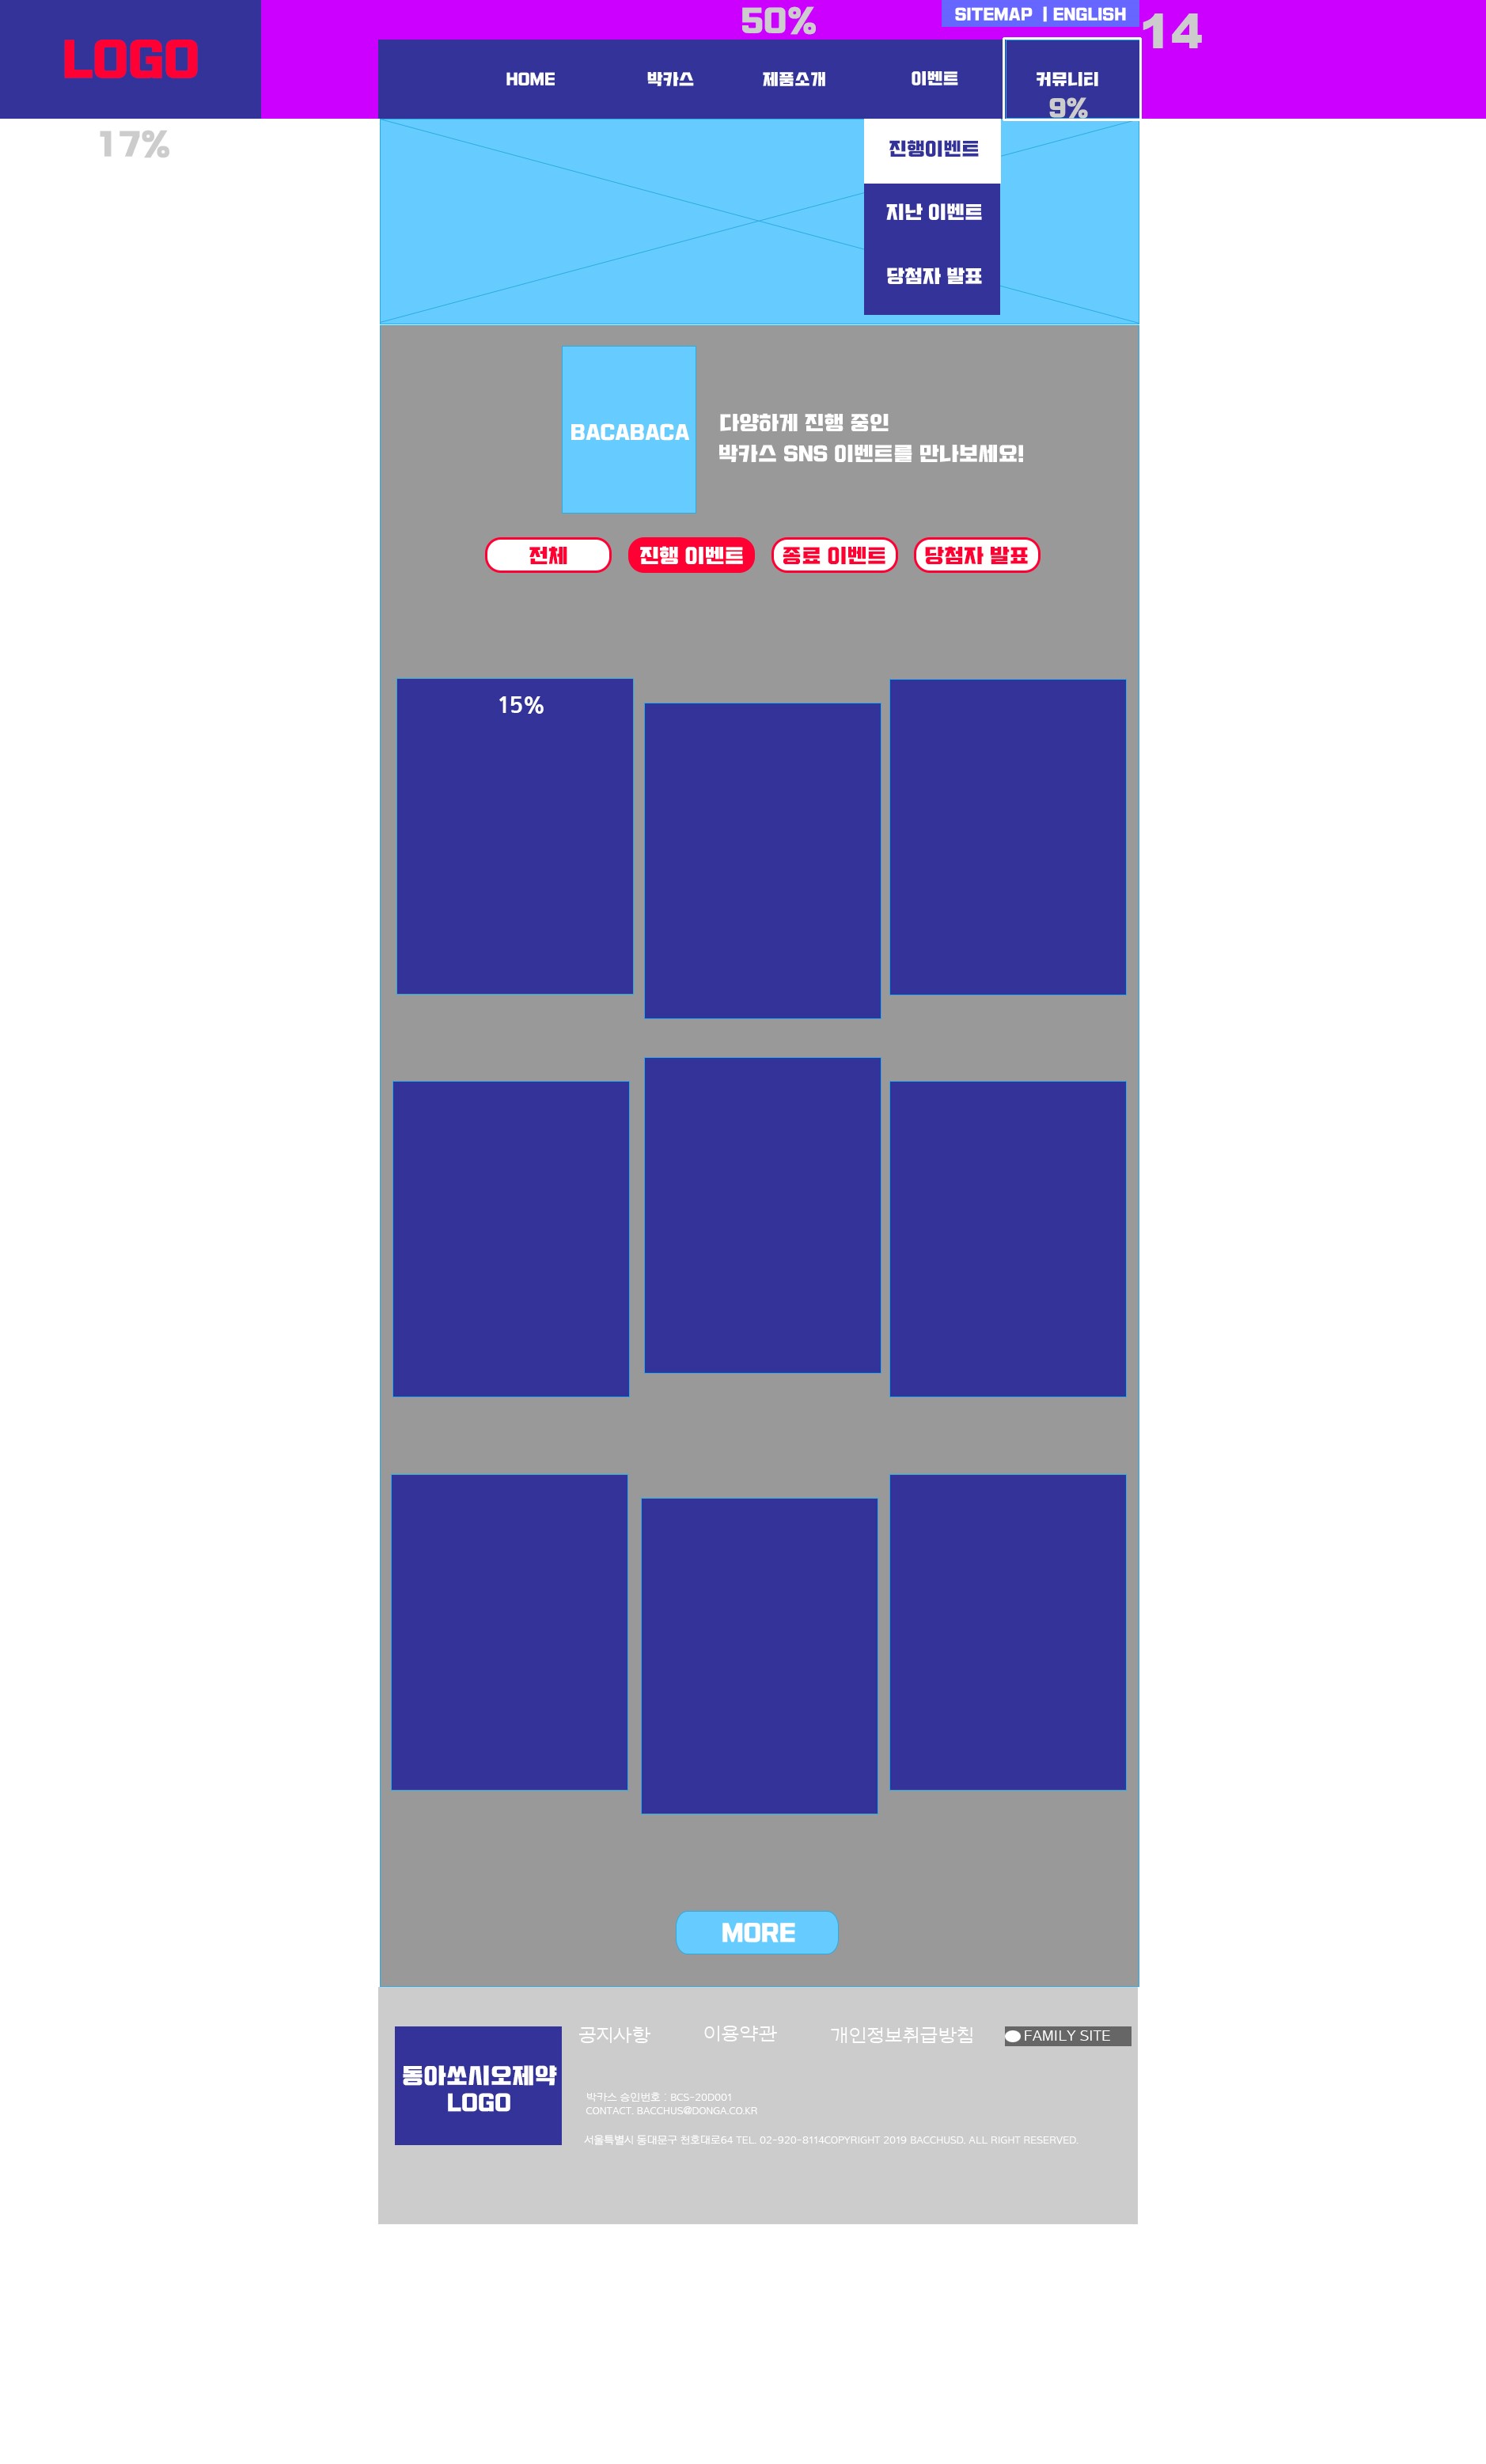 50%
SITEMAP | ENGLISH
14
LOGO
HOME
박카스
제품소개
이벤트
커뮤니티
9%
17%
진행이벤트
지난 이벤트
당첨자 발표
BACABACA
다양하게 진행 중인
박카스 SNS 이벤트를 만나보세요!
전체
진행 이벤트
종료 이벤트
당첨자 발표
15%
MORE
공지사항
이용약관
개인정보취급방침
FAMILY SITE
동아쏘시오제약
LOGO
박카스 승인번호 : BCS-20D001
CONTACT. BACCHUS@DONGA.CO.KR
서울특별시 동대문구 천호대로64 TEL. 02-920-8114COPYRIGHT 2019 BACCHUSD. ALL RIGHT RESERVED.